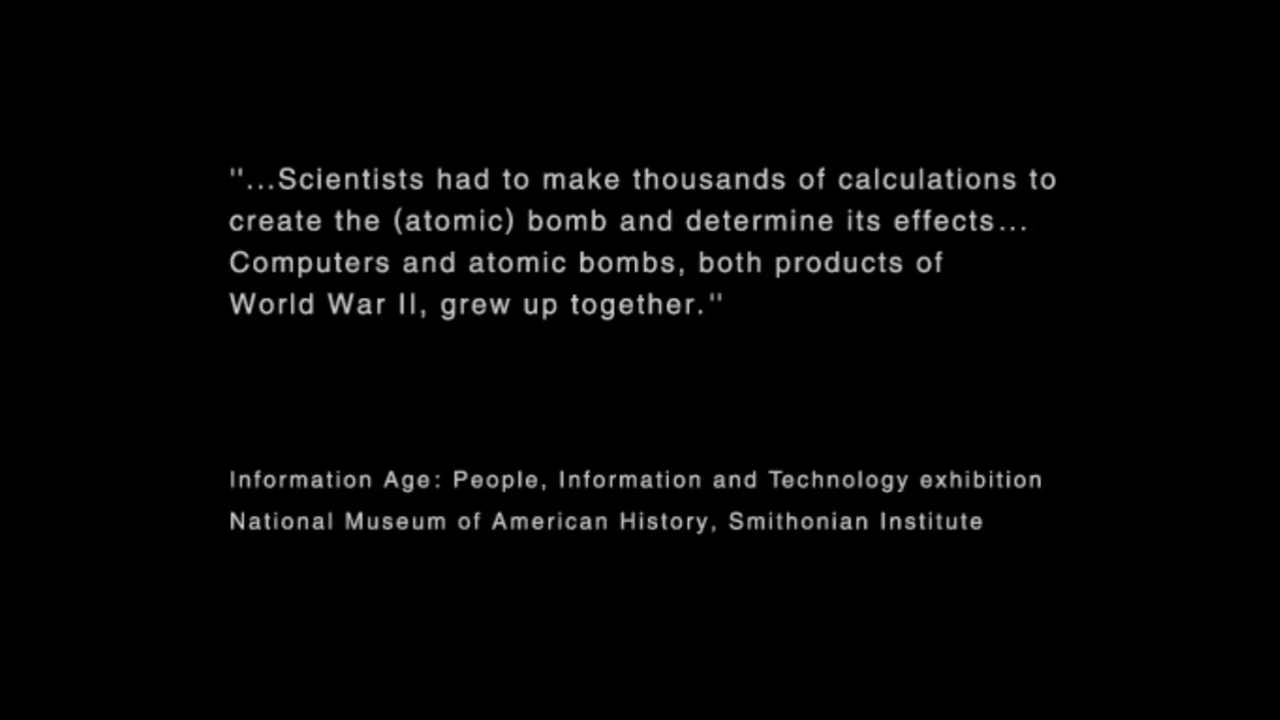 "...Scientists had to make thousands of calculations to
create the (atomic) bomb and determine its effects...
Computers and atomic bombs, both products of
World War II, grew up together."
Information Age: People, Information and Technology exhibition
National Museum of American History, Smithonian Institute